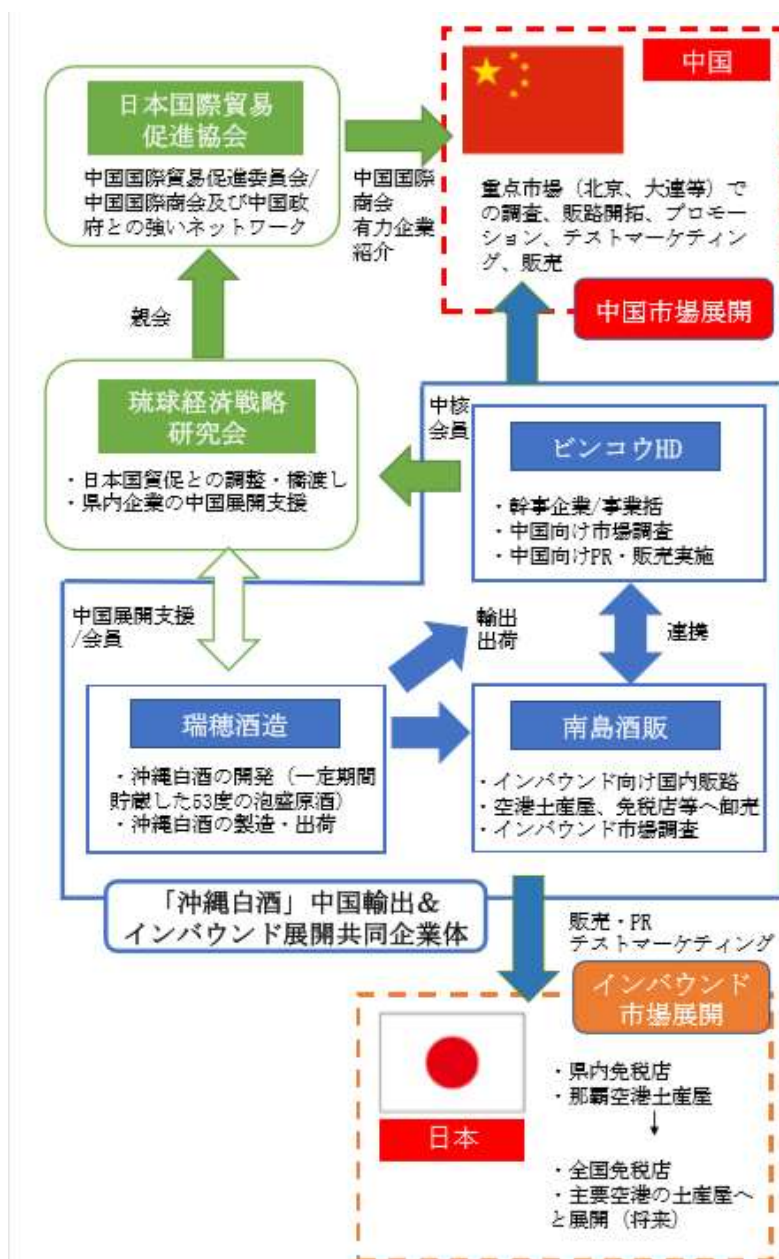 中国
日本国際貿易
促進協会
中国国際貿易促進委員会/
中国国際商会及び中国政
府との強いネットワーク
中国国際
商会
有力企業
紹介
重点市場（北京、大連等）で
の調査、販路開拓、プロモー
ション、テストマーケティン
グ、販売
中国市場展開
親会
琉球経済戦略
研究会
・日本国貿促との調整・橋渡し
・県内企業の中国展開支援
中核
会員
ビンコウHD
・幹事企業/事業括
・中国向け市場調査
・中国向けPR・販売実施
中国展開支援
/会員
輸出
出荷
連携
瑞穂酒造
・沖縄白酒の開発（一定期間
貯蔵した53度の泡盛原酒）
・沖縄白酒の製造・出荷
南島酒販
・インバウンド向け国内販路
・空港土産屋、免税店等へ卸売
・インバウンド市場調査
「沖縄白酒」中国輸出＆
インバウンド展開共同企業体
販売・PR
テストマーケティング
インバウンド
市場展開
日本
・県内免税店
・那覇空港土産屋
↓
・全国免税店
・主要空港の土産屋へ
と展開（将来）